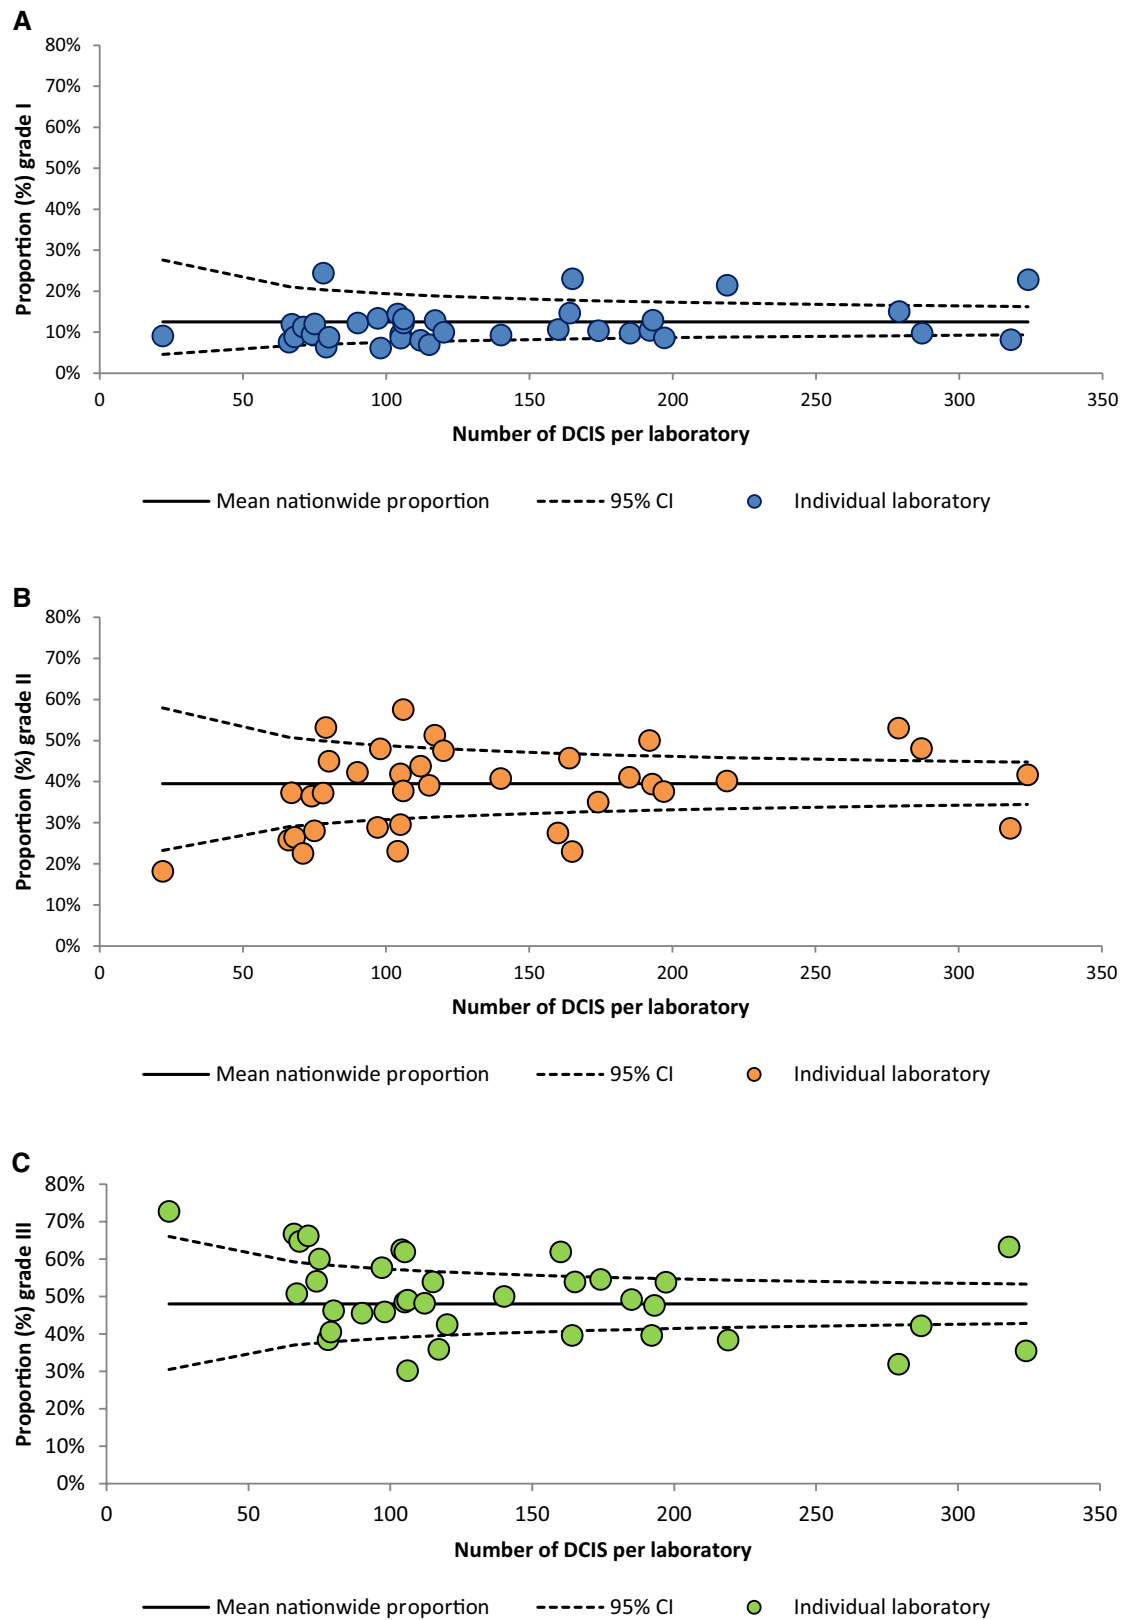 A
80%
70%
60%
50%
40%
30%
20%
10%
0%
Proportion (%) grade I
0 50 100 150 200 250 300 350
Number of DCIS per laboratory
Mean nationwide proportion 95% CI Individual laboratory
B
80%
70%
60%
50%
40%
30%
20%
10%
0%
Proportion (%) grade II
0 50 100 150 200 250 300 350
Number of DCIS per laboratory
Mean nationwide proportion 95% CI Individual laboratory
C
80%
70%
60%
50%
40%
30%
20%
10%
0%
Proportion (%) grade III
0 50 100 150 200 250 300 350
Number of DCIS per laboratory
Mean nationwide proportion 95% CI Individual laboratory